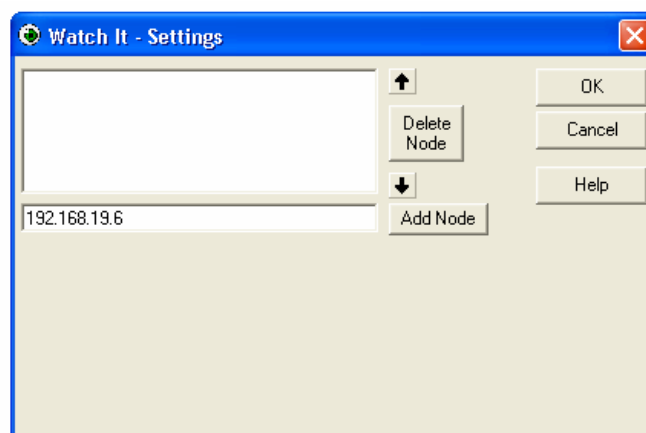 Watch It - Settings
OK
Delete
Node
Cancel
Help
192.168.19.6
Add Node